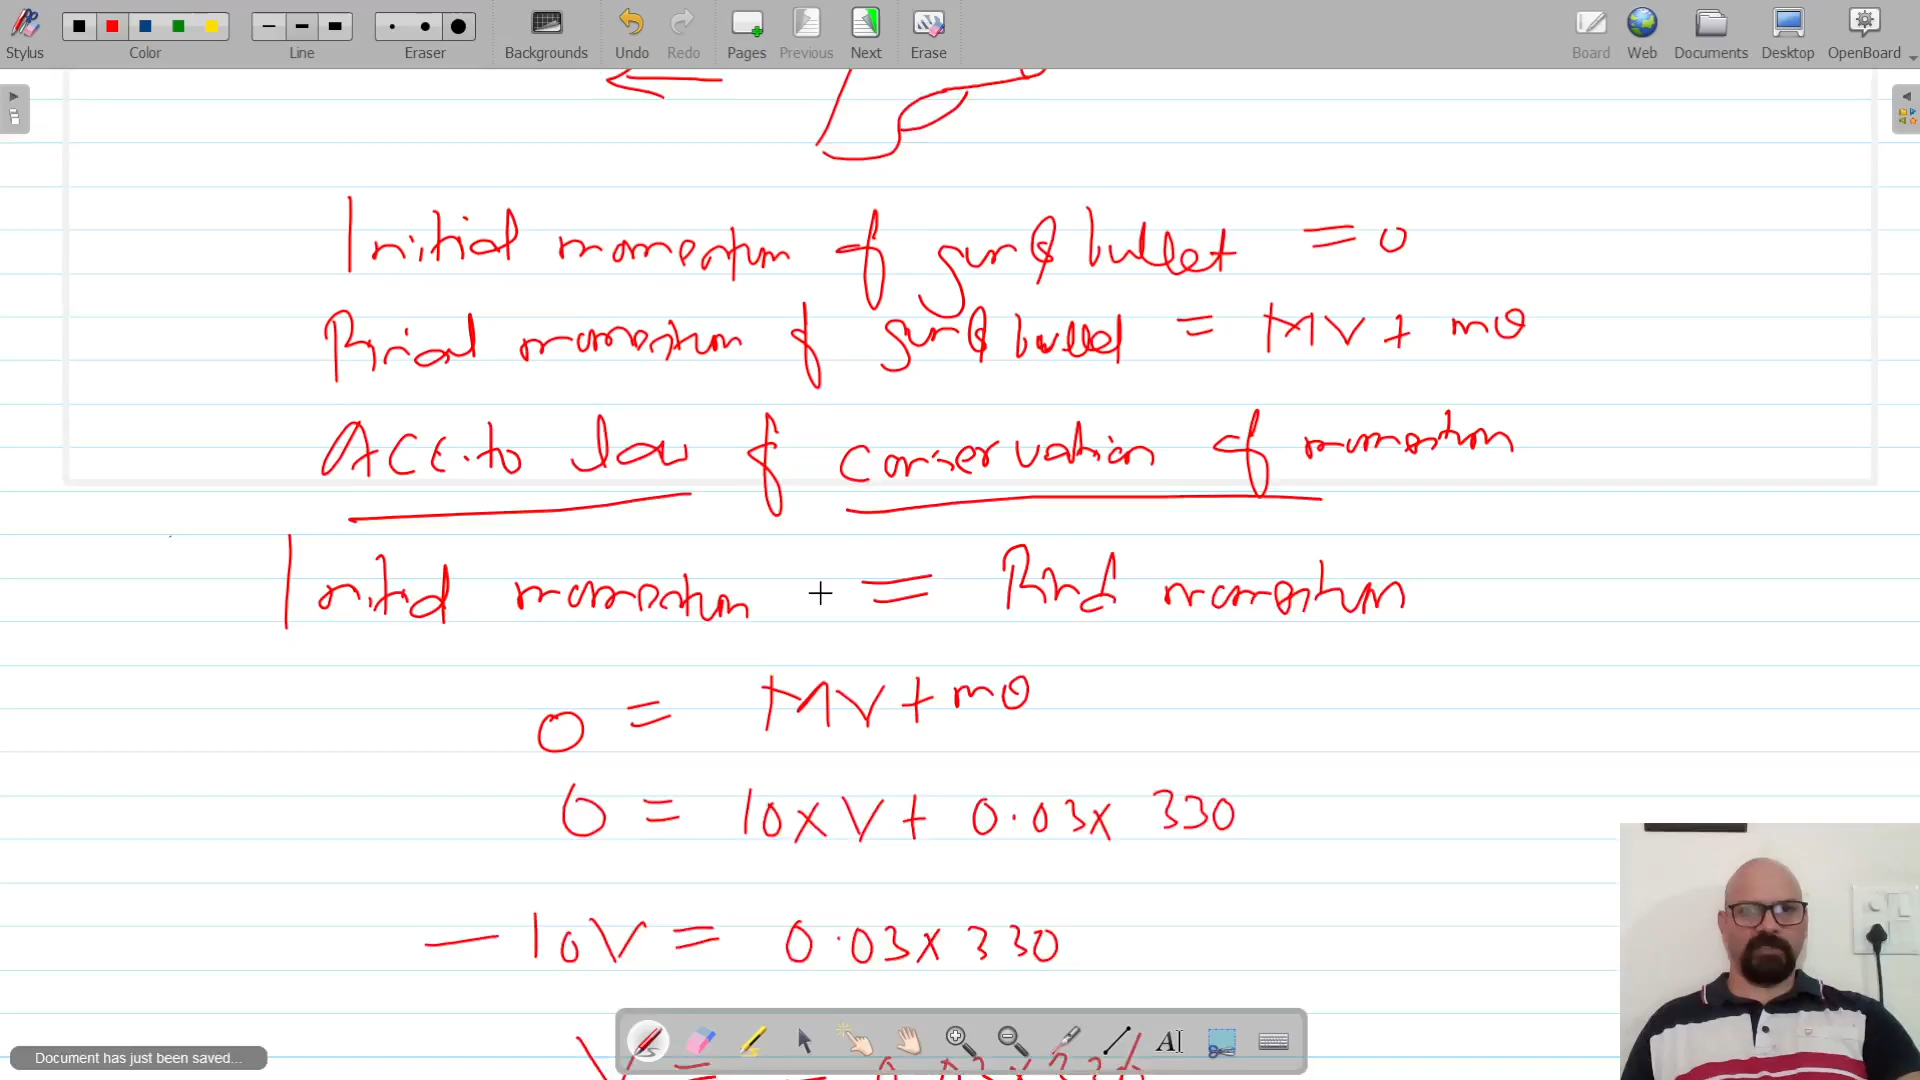 Stylus Color Line Eraser Backgrounds Undo Redo Pages Previous Next Erase Board Web Documents Desktop OpenBoard
Initial momentum of gun & bullet = 0
Final momentum of gun & bullet = MV + mv
Acc. to law of conservation of momentum
Initial momentum = Final momentum
0 = MV + mv
0 = 10 x V + 0.03 x 330
- 10V = 0.03 x 330
V = - 0.03 x 330
Document has just been saved...